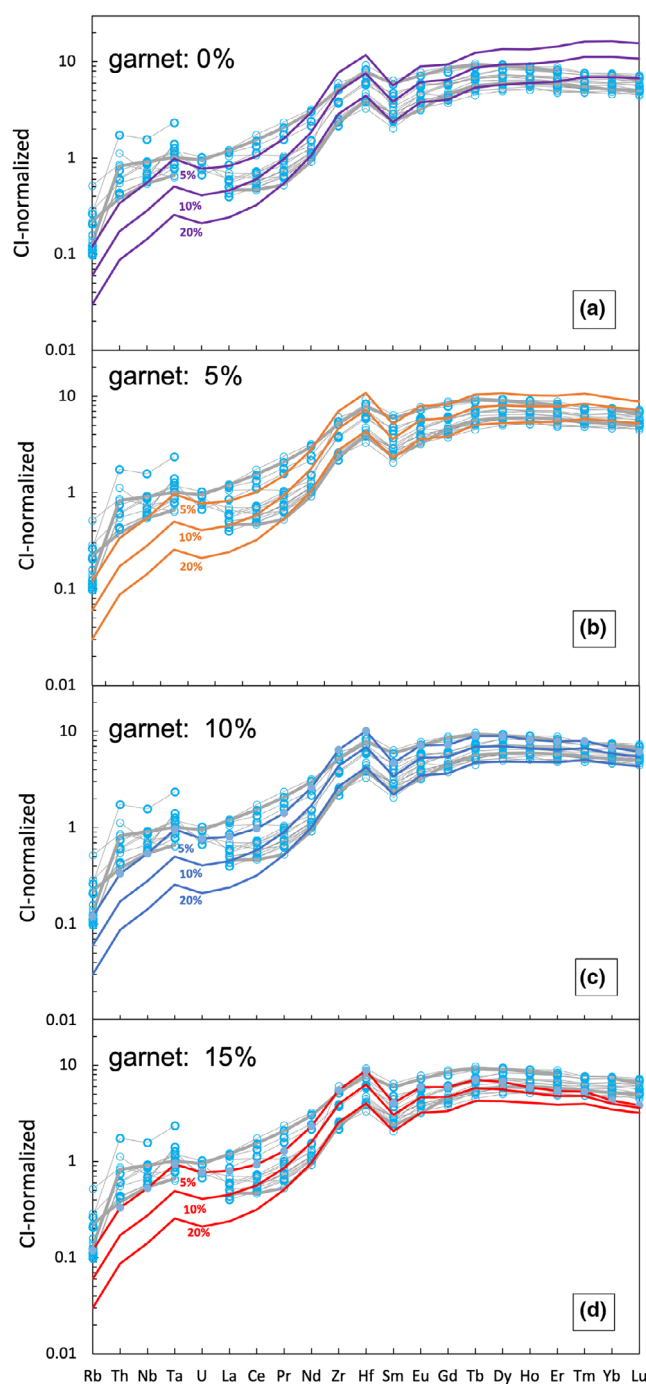 garnet: 0%
10
1
0.1
0.01
CI-normalized
5%
10%
20%
(a)
garnet: 5%
10
1
0.1
0.01
CI-normalized
5%
10%
20%
(b)
garnet: 10%
10
1
0.1
0.01
CI-normalized
5%
10%
20%
(c)
garnet: 15%
10
1
0.1
0.01
CI-normalized
5%
10%
20%
(d)
Rb Th Nb Ta U La Ce Pr Nd Zr Hf Sm Eu Gd Tb Dy Ho Er Tm Yb Lu